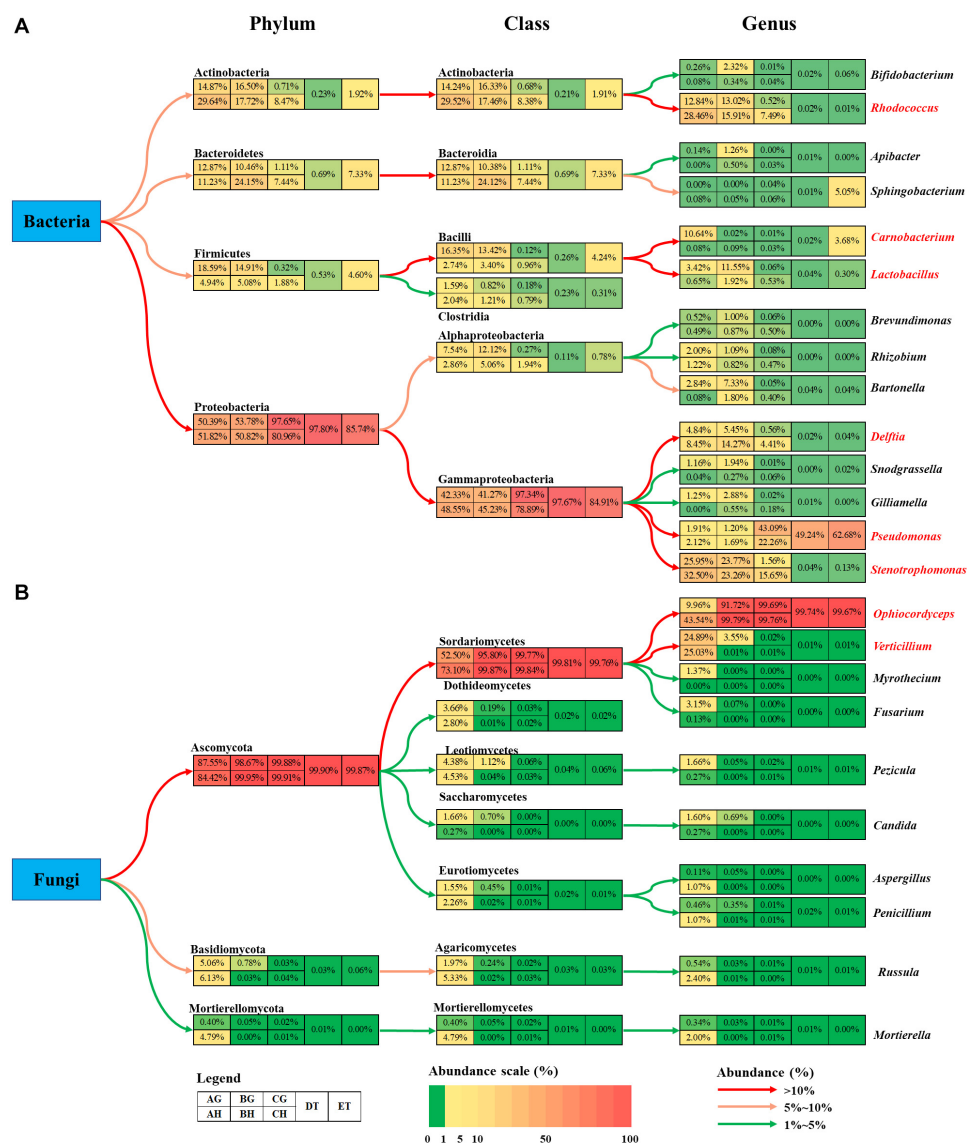 A
Phylum Class Genus
Bacteria
Actinobacteria
14.87% 16.50% 0.71% 0.23% 1.92%
29.64% 17.72% 8.47%
Actinobacteria
14.24% 16.33% 0.68% 0.21% 1.91%
29.52% 17.46% 8.38%
0.26% 2.32% 0.01% 0.02% 0.06% Bifidobacterium
0.08% 0.34% 0.04%
12.84% 13.02% 0.52% 0.02% 0.01% Rhodococcus
28.46% 15.91% 7.49%
Bacteroidetes
12.87% 10.46% 1.11% 0.69% 7.33%
11.23% 24.15% 7.44%
Bacteroidia
12.87% 10.38% 1.11% 0.69% 7.33%
11.23% 24.12% 7.44%
0.14% 1.26% 0.00% 0.01% 0.00% Apibacter
0.00% 0.50% 0.03%
0.00% 0.00% 0.04% 0.01% 5.05% Sphingobacterium
0.08% 0.05% 0.06%
Firmicutes
18.59% 14.91% 0.32% 0.53% 4.60%
4.94% 5.08% 1.88%
Bacilli
16.35% 13.42% 0.12% 0.26% 4.24%
2.74% 3.40% 0.96%
1.59% 0.82% 0.18% 0.23% 0.31%
2.04% 1.21% 0.79%
Clostridia
10.64% 0.02% 0.01% 0.02% 3.68% Carnobacterium
0.08% 0.09% 0.03%
3.42% 11.55% 0.06% 0.04% 0.30% Lactobacillus
0.65% 1.92% 0.53%
Proteobacteria
50.39% 53.78% 97.65% 97.80% 85.74%
51.82% 50.82% 80.96%
Alphaproteobacteria
7.54% 12.12% 0.27% 0.11% 0.78%
2.86% 5.06% 1.94%
0.52% 1.00% 0.06% 0.00% 0.00% Brevundimonas
0.49% 0.87% 0.50%
2.00% 1.09% 0.08% 0.00% 0.00% Rhizobium
1.22% 0.82% 0.47%
2.84% 7.33% 0.05% 0.04% 0.04% Bartonella
0.08% 1.80% 0.40%
Gammaproteobacteria
42.33% 41.27% 97.34% 97.67% 84.91%
48.55% 45.23% 78.89%
4.84% 5.45% 0.56% 0.02% 0.04% Delftia
8.45% 14.27% 4.41%
1.16% 1.94% 0.01% 0.00% 0.02% Snodgrassella
0.04% 0.27% 0.06%
1.25% 2.88% 0.02% 0.01% 0.00% Gilliamella
0.00% 0.55% 0.18%
1.91% 1.20% 43.09% 49.24% 62.68% Pseudomonas
2.12% 1.69% 22.26%
25.95% 23.77% 1.56% 0.04% 0.13% Stenotrophomonas
32.50% 23.26% 15.65%
B
Fungi
Ascomycota
87.55% 98.67% 99.88% 99.90% 99.87%
84.42% 99.95% 99.91%
Sordariomycetes
52.50% 95.80% 99.77% 99.81% 99.76%
73.10% 99.87% 99.84%
9.96% 91.72% 99.69% 99.74% 99.67% Ophiocordyceps
43.54% 99.79% 99.76%
24.89% 3.55% 0.02% 0.01% 0.01% Verticillium
25.03% 0.01% 0.01%
1.37% 0.00% 0.00% 0.00% 0.00% Myrothecium
0.00% 0.00% 0.00%
3.15% 0.07% 0.00% 0.00% 0.00% Fusarium
0.13% 0.00% 0.00%
Dothideomycetes
3.66% 0.19% 0.03% 0.02% 0.02%
2.80% 0.01% 0.02%
Leotiomycetes
4.38% 1.12% 0.06% 0.04% 0.06%
4.53% 0.04% 0.03%
1.66% 0.05% 0.02% 0.01% 0.01% Pezicula
0.27% 0.00% 0.01%
Saccharomycetes
1.66% 0.70% 0.00% 0.00% 0.00%
0.27% 0.00% 0.00%
1.60% 0.69% 0.00% 0.00% 0.00% Candida
0.27% 0.00% 0.00%
Eurotiomycetes
1.55% 0.45% 0.01% 0.02% 0.01%
2.26% 0.02% 0.01%
0.11% 0.05% 0.00% 0.00% 0.00% Aspergillus
1.07% 0.00% 0.00%
0.46% 0.35% 0.01% 0.02% 0.01% Penicillium
1.07% 0.01% 0.01%
Basidiomycota
5.06% 0.78% 0.03% 0.03% 0.06%
6.13% 0.03% 0.04%
Agaricomycetes
1.97% 0.24% 0.02% 0.03% 0.03%
5.33% 0.02% 0.03%
0.54% 0.03% 0.01% 0.01% 0.01% Russula
2.40% 0.01% 0.00%
Mortierellomycota
0.40% 0.05% 0.02% 0.01% 0.00%
4.79% 0.00% 0.01%
Mortierellomycetes
0.40% 0.05% 0.02% 0.01% 0.00%
4.79% 0.00% 0.01%
0.34% 0.03% 0.01% 0.01% 0.00% Mortierella
2.00% 0.00% 0.01%
Legend
AG BG CG DT ET
AH BH CH
Abundance scale (%)
0 1 5 10 50 100
Abundance (%)
>10%
5%~10%
1%~5%